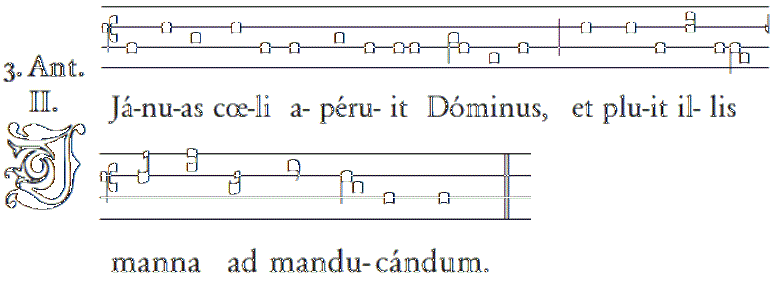 3. Ant.
II.
Já-nu-as cœ-li a- péru- it Dóminus, et plu-it il- lis
J
manna ad mandu-cándum.